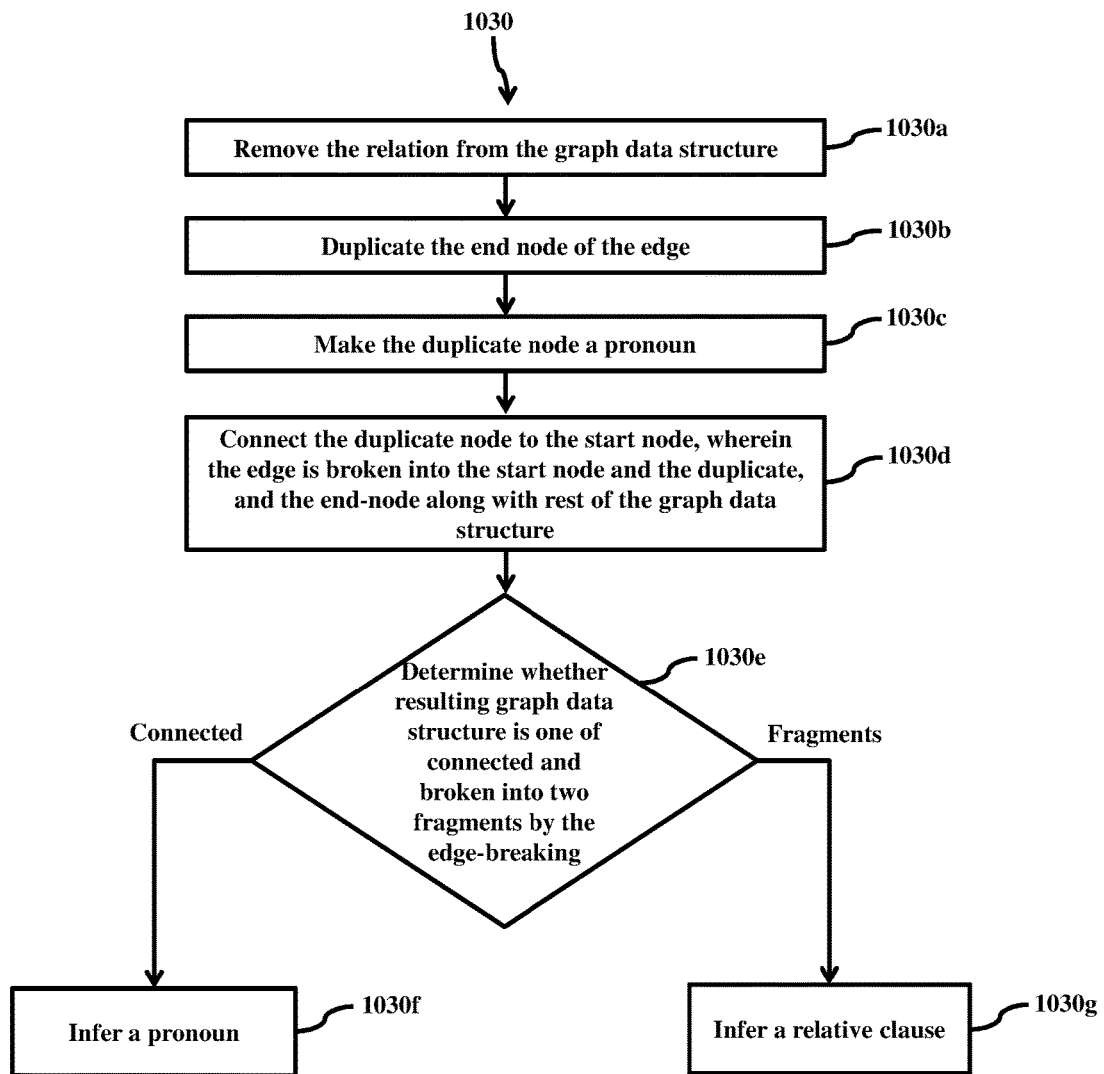 1030
Remove the relation from the graph data structure
1030a
Duplicate the end node of the edge
1030b
Make the duplicate node a pronoun
1030c
Connect the duplicate node to the start node, wherein
the edge is broken into the start node and the duplicate,
and the end-node along with rest of the graph data
structure
1030d
Determine whether
resulting graph data
structure is one of
connected and
broken into two
fragments by the
edge-breaking
1030e
Connected
Fragments
Infer a pronoun
1030f
Infer a relative clause
1030g